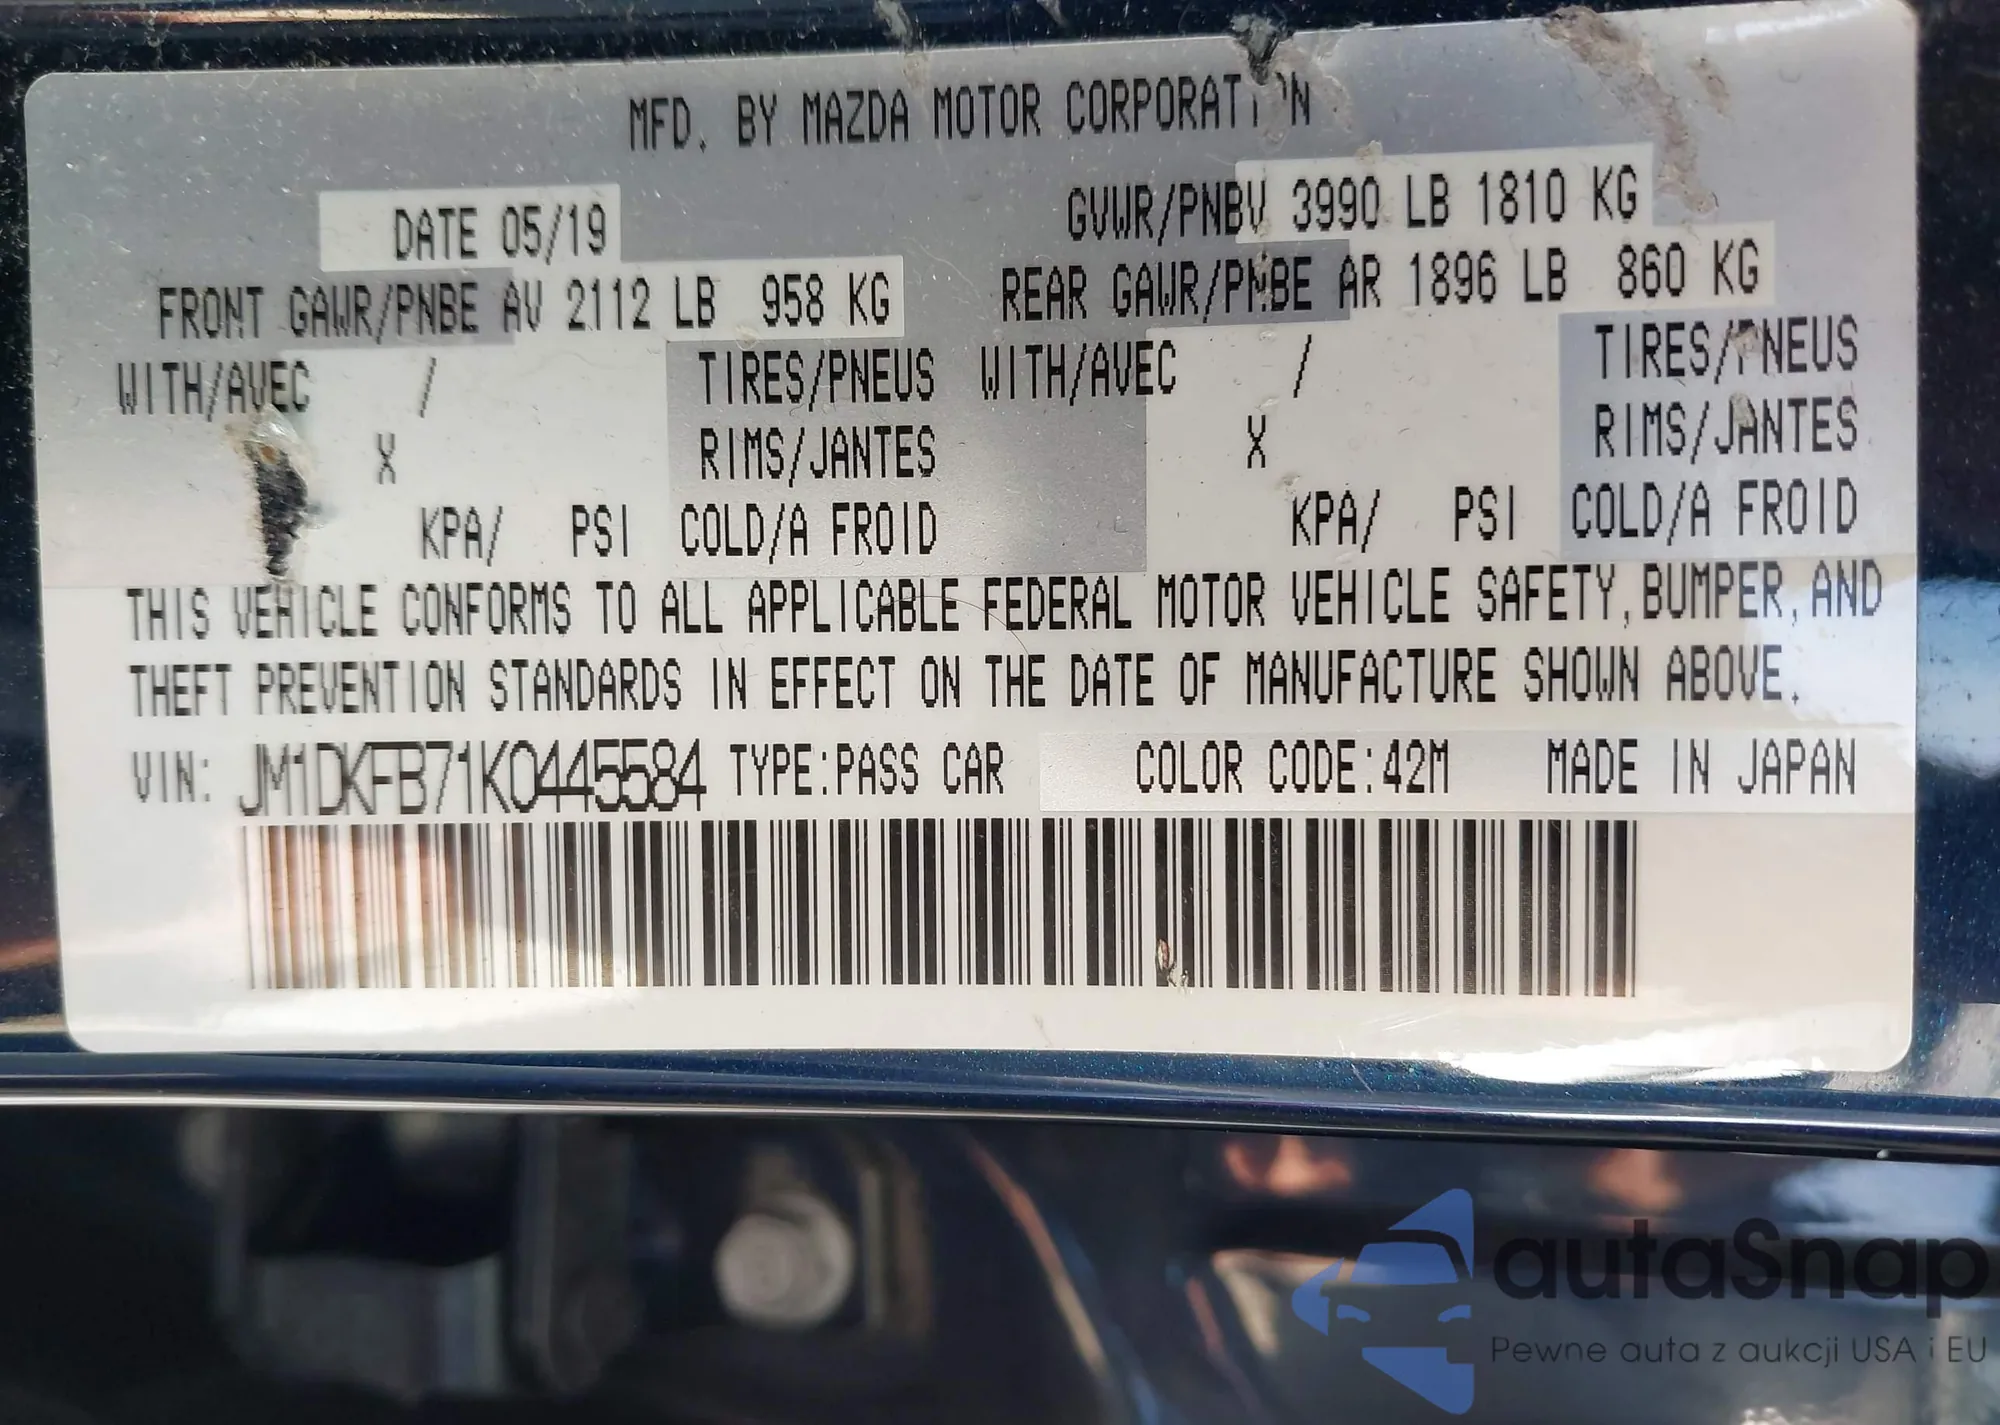 MFD. BY MAZDA MOTOR CORPORATION
DATE 05/19
GVWR/PNBV 3990 LB 1810 KG
FRONT GAWR/PNBE AV 2112 LB 958 KG
REAR GAWR/PNBE AR 1896 LB 860 KG
WITH/AVEC / TIRES/PNEUS WITH/AVEC / TIRES/PNEUS
X RIMS/JANTES X RIMS/JANTES
KPA/ PSI COLD/A FROID KPA/ PSI COLD/A FROID
THIS VEHICLE CONFORMS TO ALL APPLICABLE FEDERAL MOTOR VEHICLE SAFETY, BUMPER, AND
THEFT PREVENTION STANDARDS IN EFFECT ON THE DATE OF MANUFACTURE SHOWN ABOVE.
VIN: JM1DKFB71K0445584 TYPE:PASS CAR COLOR CODE:42M MADE IN JAPAN
autaSnap
Pewne auta z aukcji USA i EU